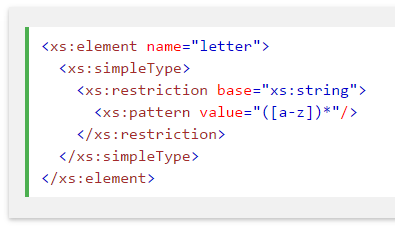 <xs:element name="letter">
  <xs:simpleType>
    <xs:restriction base="xs:string">
      <xs:pattern value="([a-z])*"/>
    </xs:restriction>
  </xs:simpleType>
</xs:element>